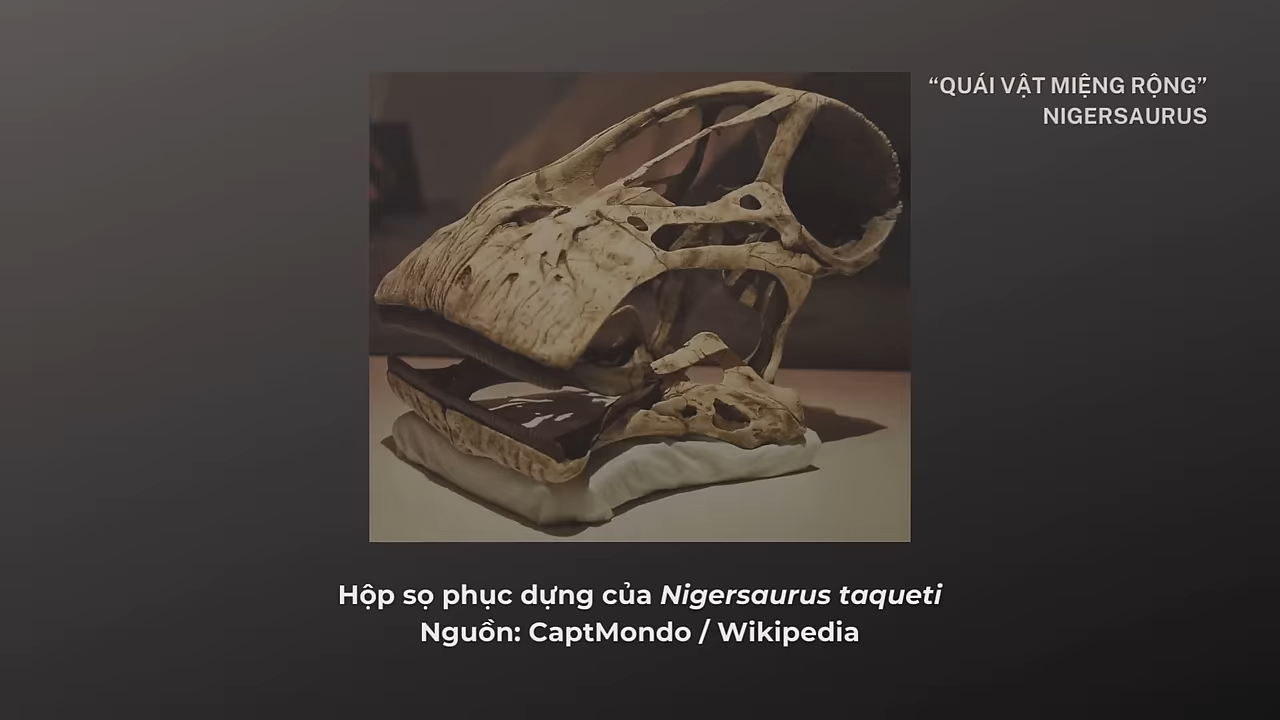 “QUÁI VẬT MIỆNG RỘNG”
NIGERSAURUS
Hộp sọ phục dựng của Nigersaurus taqueti
Nguồn: CaptMondo / Wikipedia